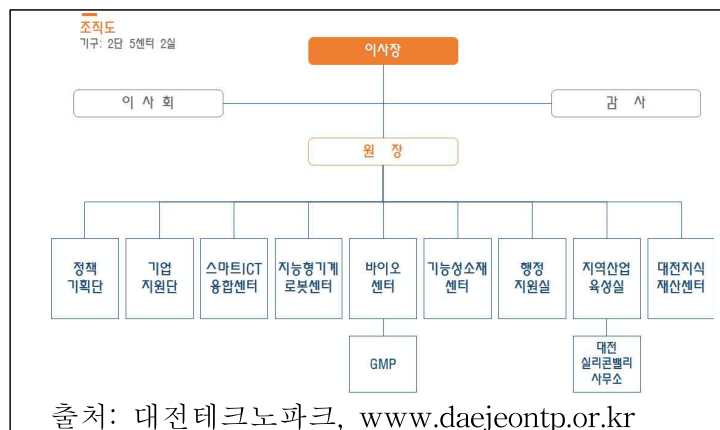 조직도
기구: 2단 5센터 2실
이사장
이 사 회
감 사
원 장
정책
기획단
기업
지원단
스마트ICT
융합센터
지능형기계
로봇센터
바이오
센터
기능성소재
센터
행정
지원실
지역산업
육성실
대전지식
재산센터
GMP
대전
실리콘밸리
사무소
출처: 대전테크노파크, www.daejeontp.or.kr